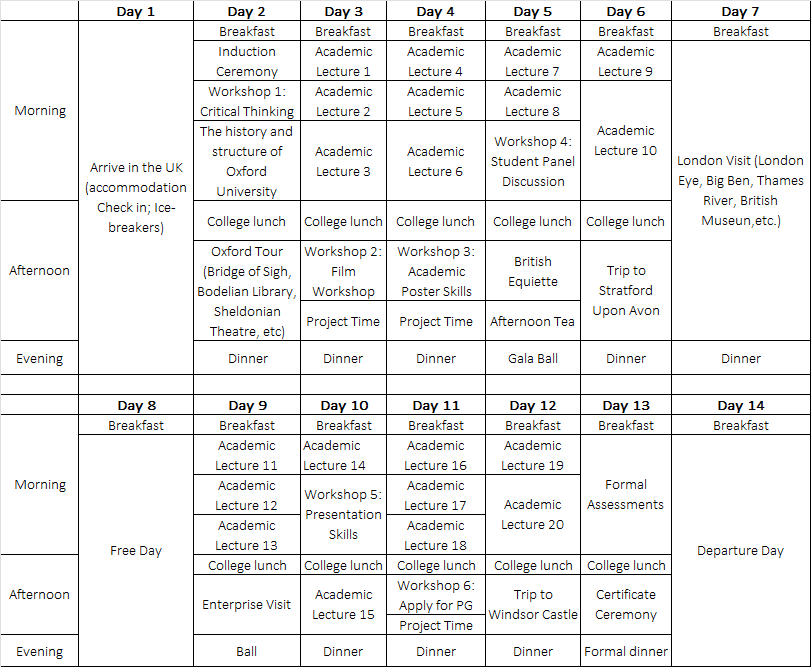 Day 1 Day 2 Day 3 Day 4 Day 5 Day 6 Day 7
Breakfast Breakfast Breakfast Breakfast Breakfast Breakfast
Morning
Arrive in the UK
(accommodation
Check in; Ice-
breakers)
Induction
Ceremony
Workshop 1:
Critical Thinking
The history and
structure of
Oxford
University
Academic
Lecture 1
Academic
Lecture 2
Academic
Lecture 3
Academic
Lecture 4
Academic
Lecture 5
Academic
Lecture 6
Academic
Lecture 7
Academic
Lecture 8
Workshop 4:
Student Panel
Discussion
Academic
Lecture 9
Academic
Lecture 10
London Visit (London
Eye, Big Ben, Thames
River, British
Museun,etc.)
College lunch College lunch College lunch College lunch College lunch
Afternoon
Oxford Tour
(Bridge of Sigh,
Bodelian Library,
Sheldonian
Theatre, etc)
Workshop 2:
Film
Workshop
Project Time
Workshop 3:
Academic
Poster Skills
Project Time
British
Equiette
Afternoon Tea
Trip to
Stratford
Upon Avon
Evening Dinner Dinner Dinner Gala Ball Dinner Dinner
Day 8 Day 9 Day 10 Day 11 Day 12 Day 13 Day 14
Breakfast Breakfast Breakfast Breakfast Breakfast Breakfast Breakfast
Morning
Free Day
Academic
Lecture 11
Academic
Lecture 12
Academic
Lecture 13
Academic
Lecture 14
Workshop 5:
Presentation
Skills
Academic
Lecture 16
Academic
Lecture 17
Academic
Lecture 18
Academic
Lecture 19
Academic
Lecture 20
Formal
Assessments
Departure Day
College lunch College lunch College lunch College lunch College lunch
Afternoon
Enterprise Visit
Academic
Lecture 15
Workshop 6:
Apply for PG
Project Time
Trip to
Windsor Castle
Certificate
Ceremony
Evening Ball Dinner Dinner Dinner Formal dinner